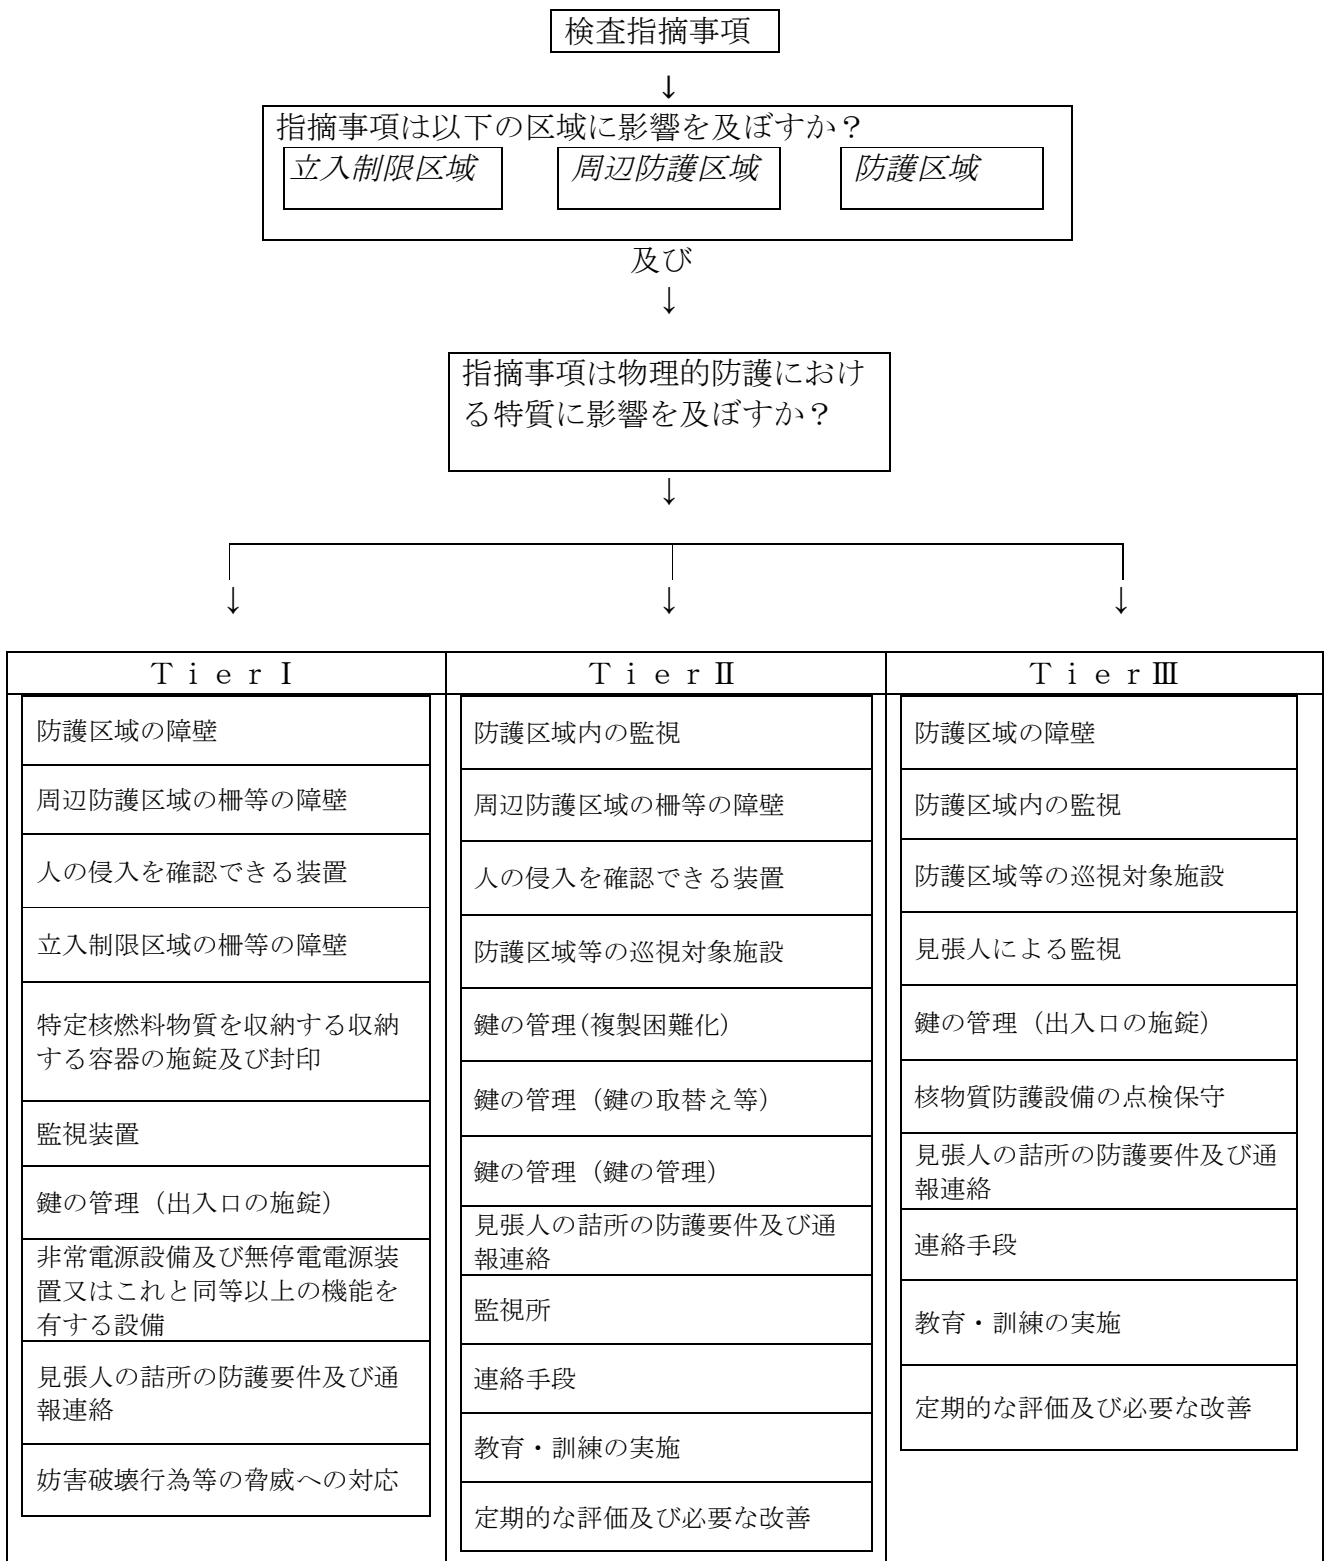 検査指摘事項
↓
指摘事項は以下の区域に影響を及ぼすか？
立入制限区域
周辺防護区域
防護区域
及び
↓
指摘事項は物理的防護におけ
る特質に影響を及ぼすか？
↓
↓
↓
↓
ＴｉｅｒⅠ
防護区域の障壁
周辺防護区域の柵等の障壁
人の侵入を確認できる装置
立入制限区域の柵等の障壁
特定核燃料物質を収納する収納
する容器の施錠及び封印
監視装置
鍵の管理（出入口の施錠）
非常電源設備及び無停電電源装
置又はこれと同等以上の機能を
有する設備
見張人の詰所の防護要件及び通
報連絡
妨害破壊行為等の脅威への対応
ＴｉｅｒⅡ
防護区域内の監視
周辺防護区域の柵等の障壁
人の侵入を確認できる装置
防護区域等の巡視対象施設
鍵の管理(複製困難化)
鍵の管理（鍵の取替え等）
鍵の管理（鍵の管理）
見張人の詰所の防護要件及び通
報連絡
監視所
連絡手段
教育・訓練の実施
定期的な評価及び必要な改善
ＴｉｅｒⅢ
防護区域の障壁
防護区域内の監視
防護区域等の巡視対象施設
見張人による監視
鍵の管理（出入口の施錠）
核物質防護設備の点検保守
見張人の詰所の防護要件及び通
報連絡
連絡手段
教育・訓練の実施
定期的な評価及び必要な改善